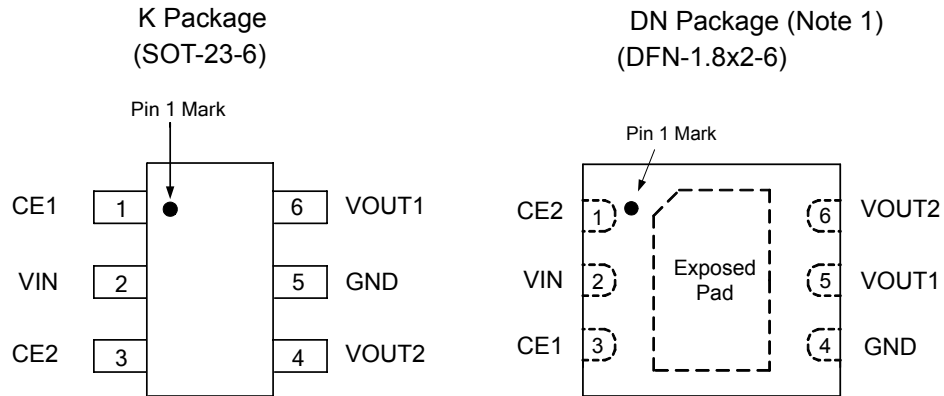 K Package
(SOT-23-6)
Pin 1 Mark
CE1 1 6 VOUT1
VIN 2 5 GND
CE2 3 4 VOUT2
DN Package (Note 1)
(DFN-1.8x2-6)
Pin 1 Mark
CE2 1 6 VOUT2
VIN 2 Exposed 5 VOUT1
Pad
CE1 3 4 GND